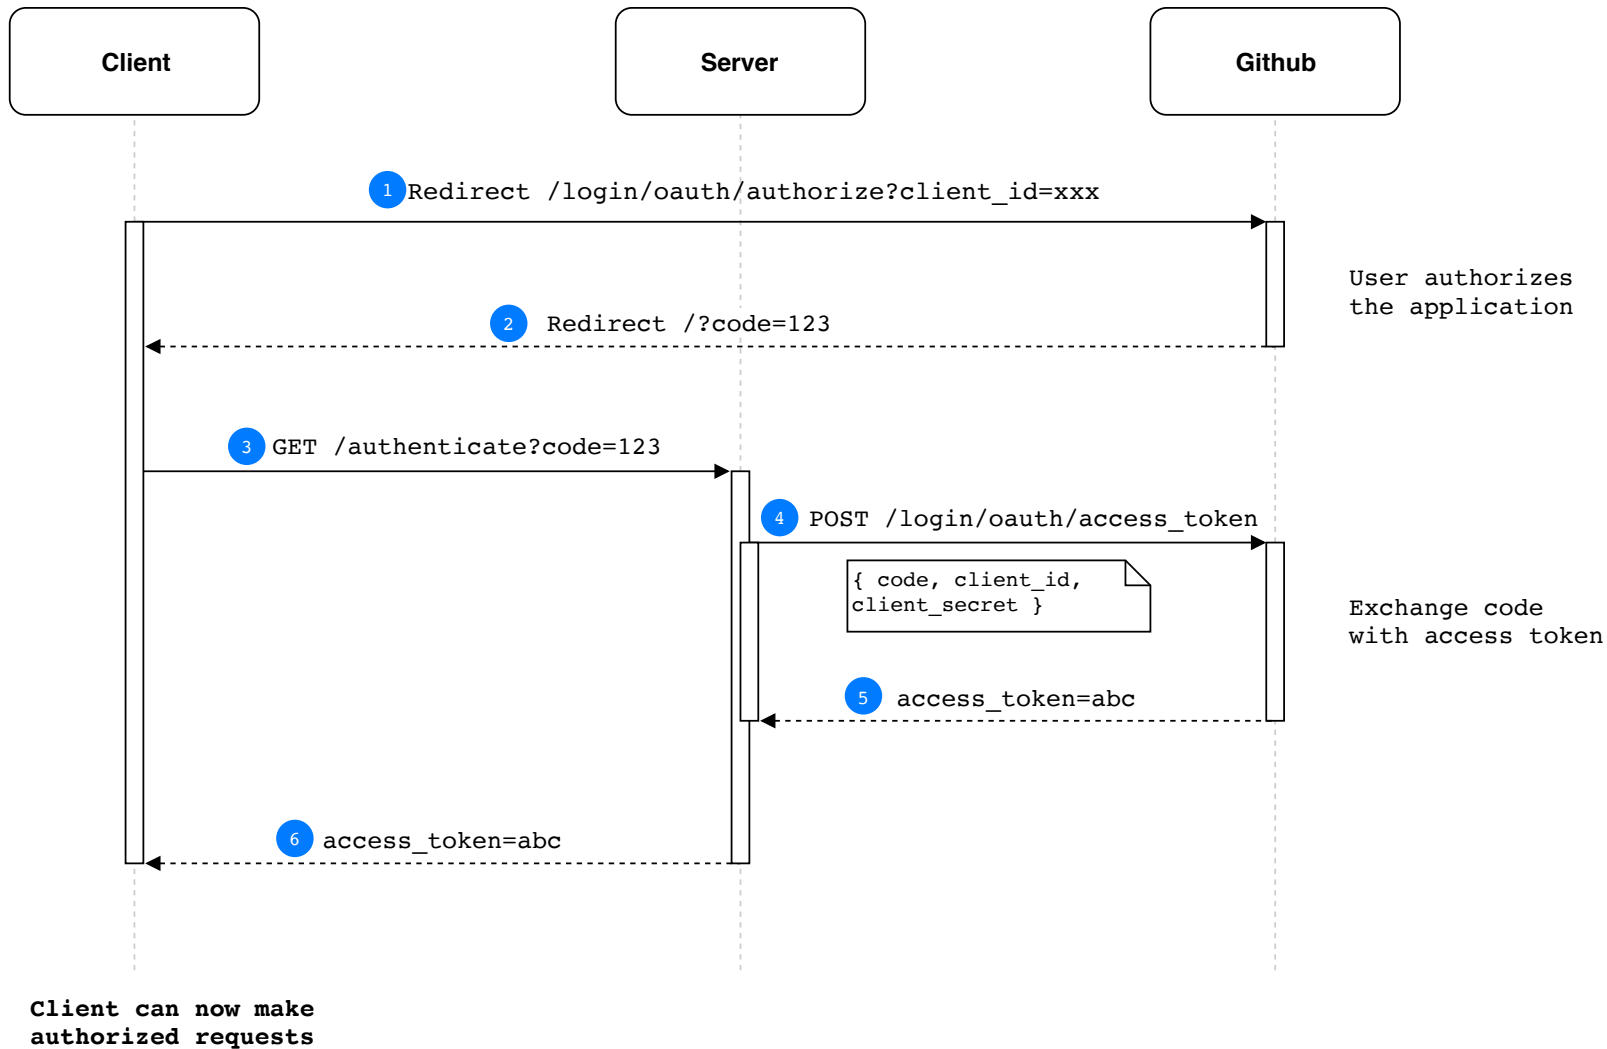 Client
Server
Github
1 Redirect /login/oauth/authorize?client_id=xxx
User authorizes
the application
2 Redirect /?code=123
3 GET /authenticate?code=123
4 POST /login/oauth/access_token
{ code, client_id,
client_secret }
Exchange code
with access token
5 access_token=abc
6 access_token=abc
Client can now make
authorized requests